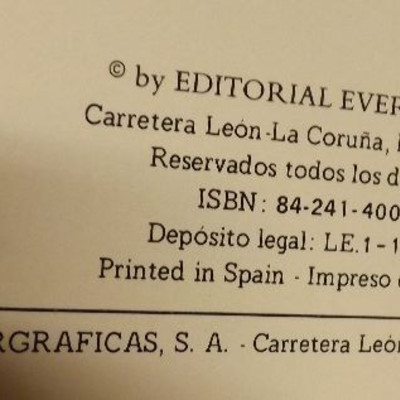 © by EDITORIAL EVER
Carretera León-La Coruña,
Reservados todos los d
ISBN: 84-241-400
Depósito legal: LE.1-1
Printed in Spain - Impreso
RGRAFICAS, S. A. - Carretera León